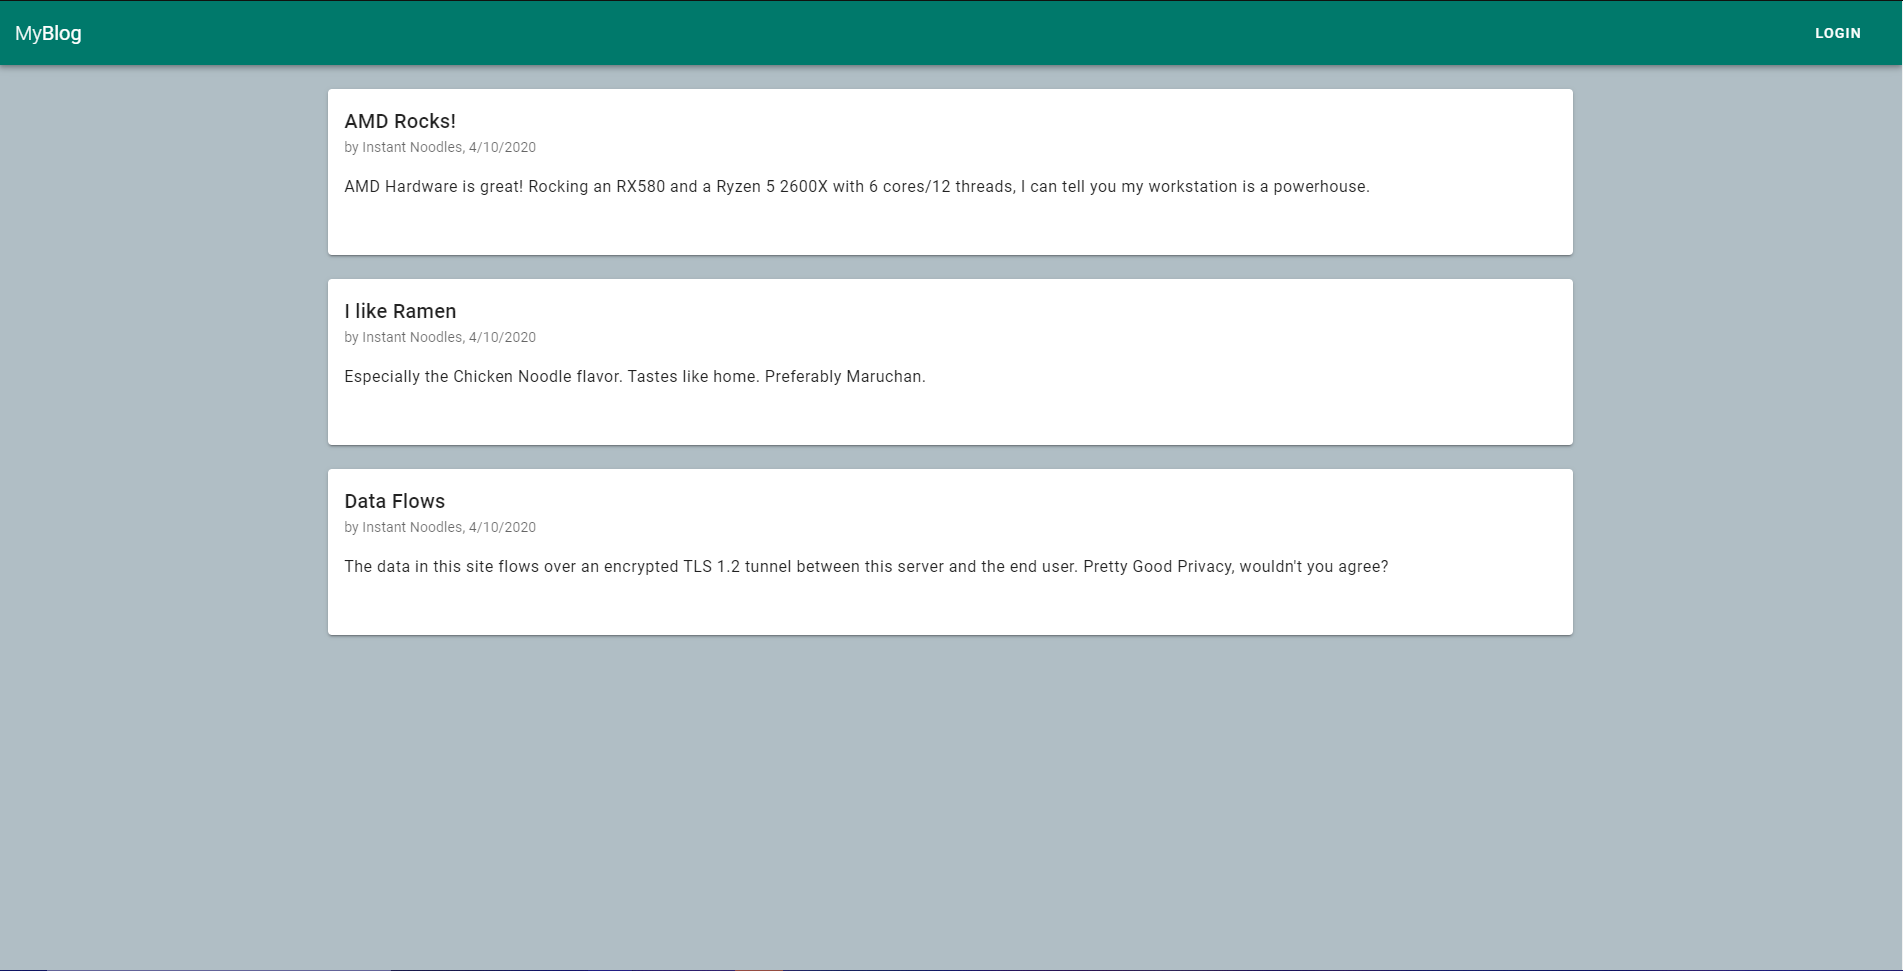 MyBlog
LOGIN
AMD Rocks!
by Instant Noodles, 4/10/2020
AMD Hardware is great! Rocking an RX580 and a Ryzen 5 2600X with 6 cores/12 threads, I can tell you my workstation is a powerhouse.
I like Ramen
by Instant Noodles, 4/10/2020
Especially the Chicken Noodle flavor. Tastes like home. Preferably Maruchan.
Data Flows
by Instant Noodles, 4/10/2020
The data in this site flows over an encrypted TLS 1.2 tunnel between this server and the end user. Pretty Good Privacy, wouldn't you agree?